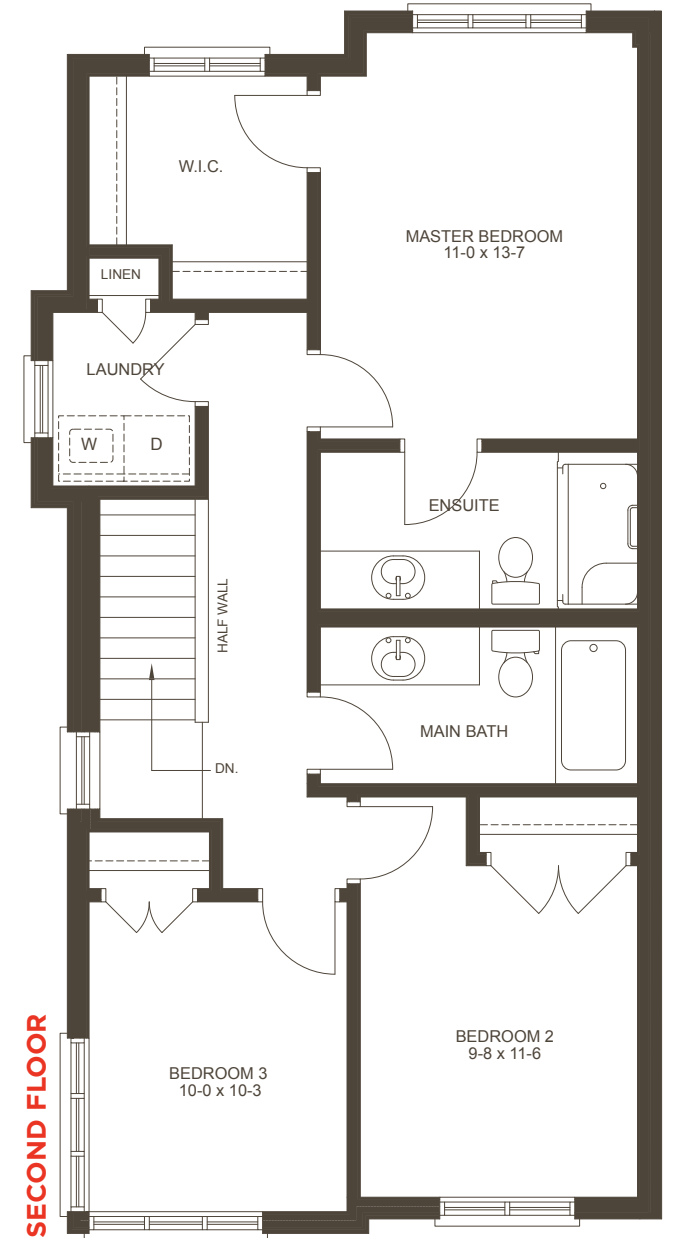 W.I.C.
MASTER BEDROOM
11-0 x 13-7
LINEN
LAUNDRY
W
D
ENSUITE
HALF WALL
MAIN BATH
DN.
BEDROOM 2
9-8 x 11-6
BEDROOM 3
10-0 x 10-3
SECOND FLOOR